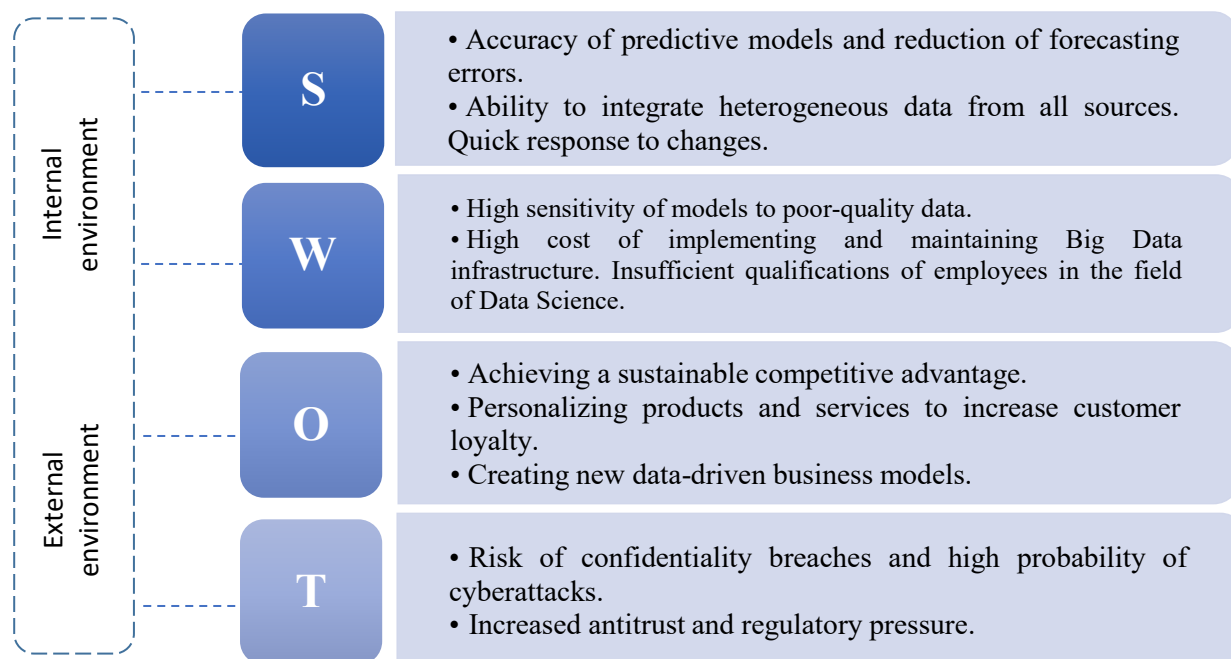 Internal
environment
External
environment
S
• Accuracy of predictive models and reduction of forecasting
errors.
• Ability to integrate heterogeneous data from all sources.
Quick response to changes.
W
• High sensitivity of models to poor-quality data.
• High cost of implementing and maintaining Big Data
infrastructure. Insufficient qualifications of employees in the field
of Data Science.
O
• Achieving a sustainable competitive advantage.
• Personalizing products and services to increase customer
loyalty.
• Creating new data-driven business models.
T
• Risk of confidentiality breaches and high probability of
cyberattacks.
• Increased antitrust and regulatory pressure.